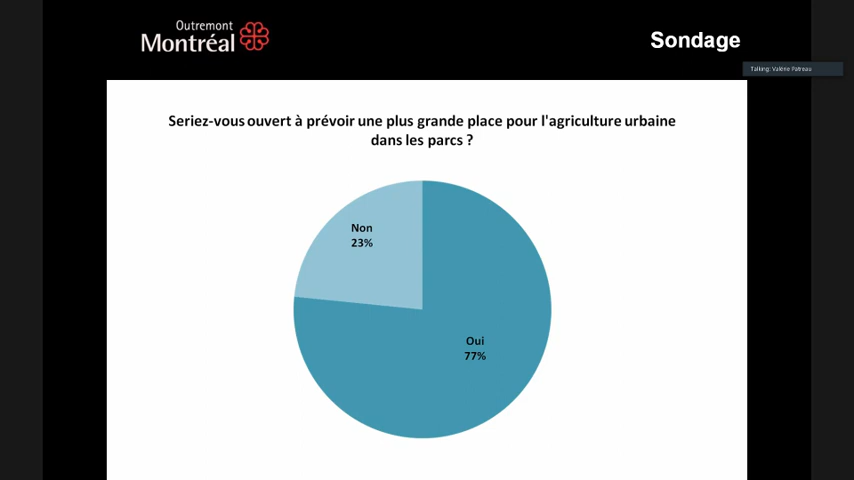 Outremont
Montréal
Sondage
Talking: Valérie Patreau
Seriez-vous ouvert à prévoir une plus grande place pour l'agriculture urbaine
dans les parcs ?
Non
23%
Oui
77%